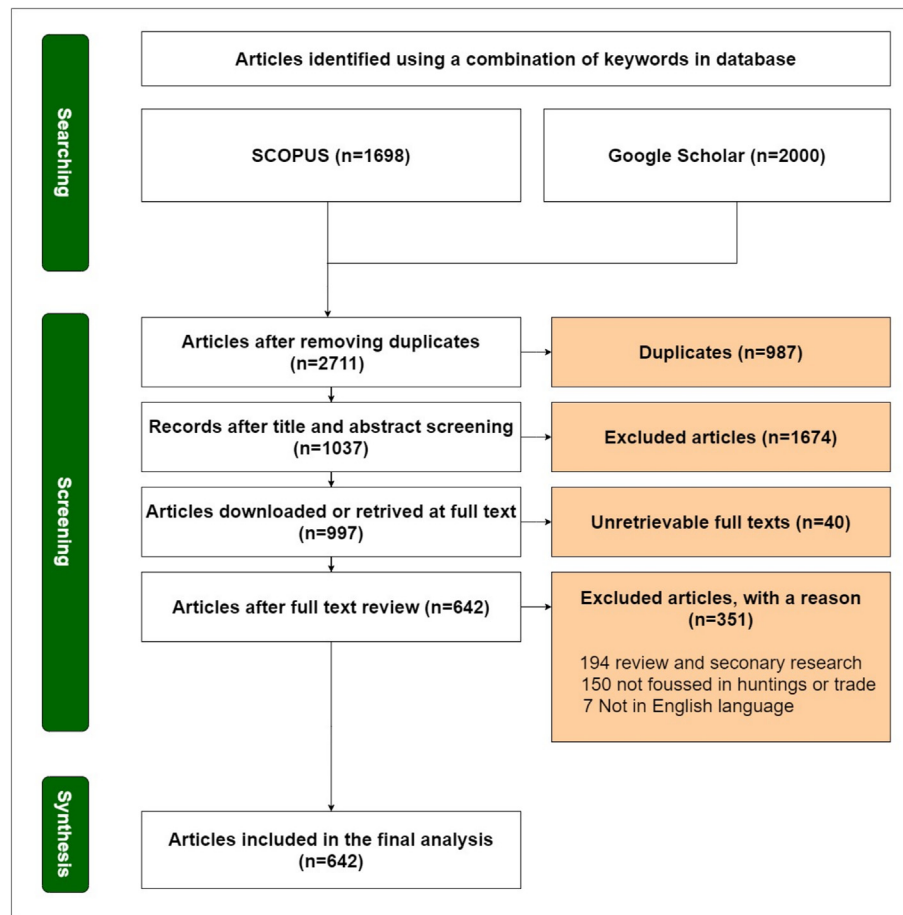 Searching
Articles identified using a combination of keywords in database
SCOPUS (n=1698)
Google Scholar (n=2000)
Screening
Articles after removing duplicates
(n=2711)
Duplicates (n=987)
Records after title and abstract screening
(n=1037)
Excluded articles (n=1674)
Articles downloaded or retrived at full text
(n=997)
Unretrievable full texts (n=40)
Articles after full text review (n=642)
Excluded articles, with a reason
(n=351)
194 review and seconary research
150 not foussed in huntings or trade
7 Not in English language
Synthesis
Articles included in the final analysis
(n=642)